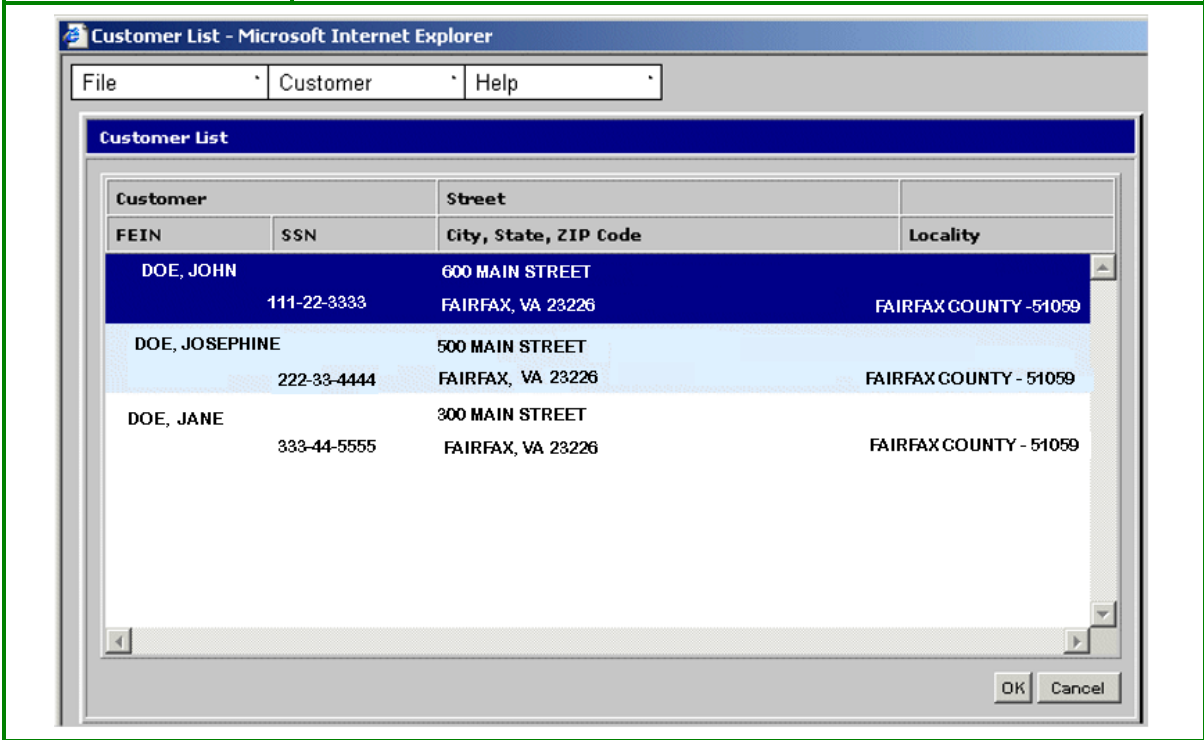 Customer List - Microsoft Internet Explorer
File Customer Help
Customer List
Customer Street
FEIN SSN City, State, ZIP Code Locality
DOE, JOHN 600 MAIN STREET
111-22-3333 FAIRFAX, VA 23226 FAIRFAX COUNTY -51059
DOE, JOSEPHINE 500 MAIN STREET
222-33-4444 FAIRFAX, VA 23226 FAIRFAX COUNTY - 51059
DOE, JANE 300 MAIN STREET
333-44-5555 FAIRFAX, VA 23226 FAIRFAX COUNTY - 51059
OK Cancel